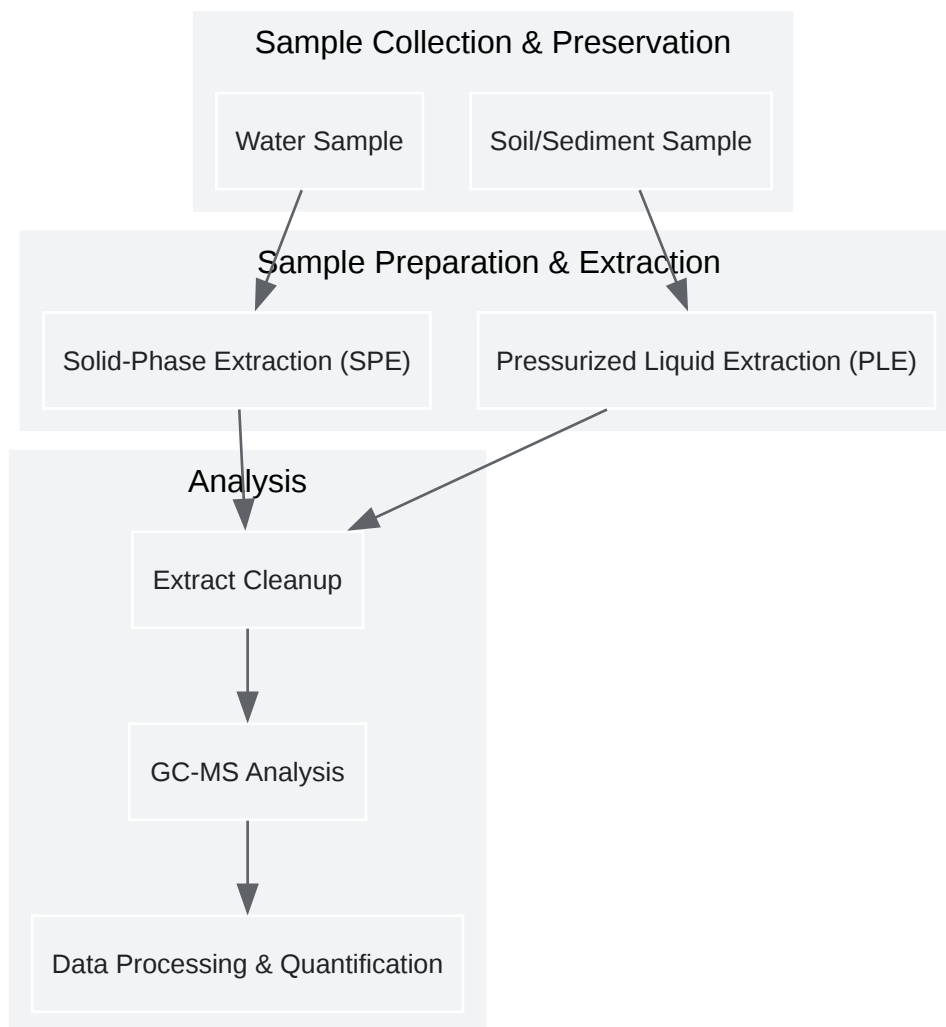 Sample Collection & Preservation
Water Sample
Soil/Sediment Sample
Sample Preparation & Extraction
Solid-Phase Extraction (SPE)
Pressurized Liquid Extraction (PLE)
Analysis
Extract Cleanup
GC-MS Analysis
Data Processing & Quantification